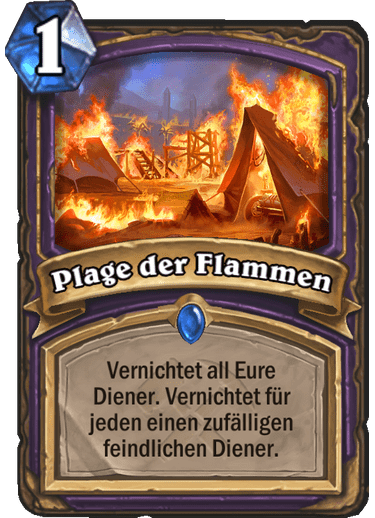 1
Plage der Flammen
Vernichtet all Eure
Diener. Vernichtet für
jeden einen zufälligen
feindlichen Diener.